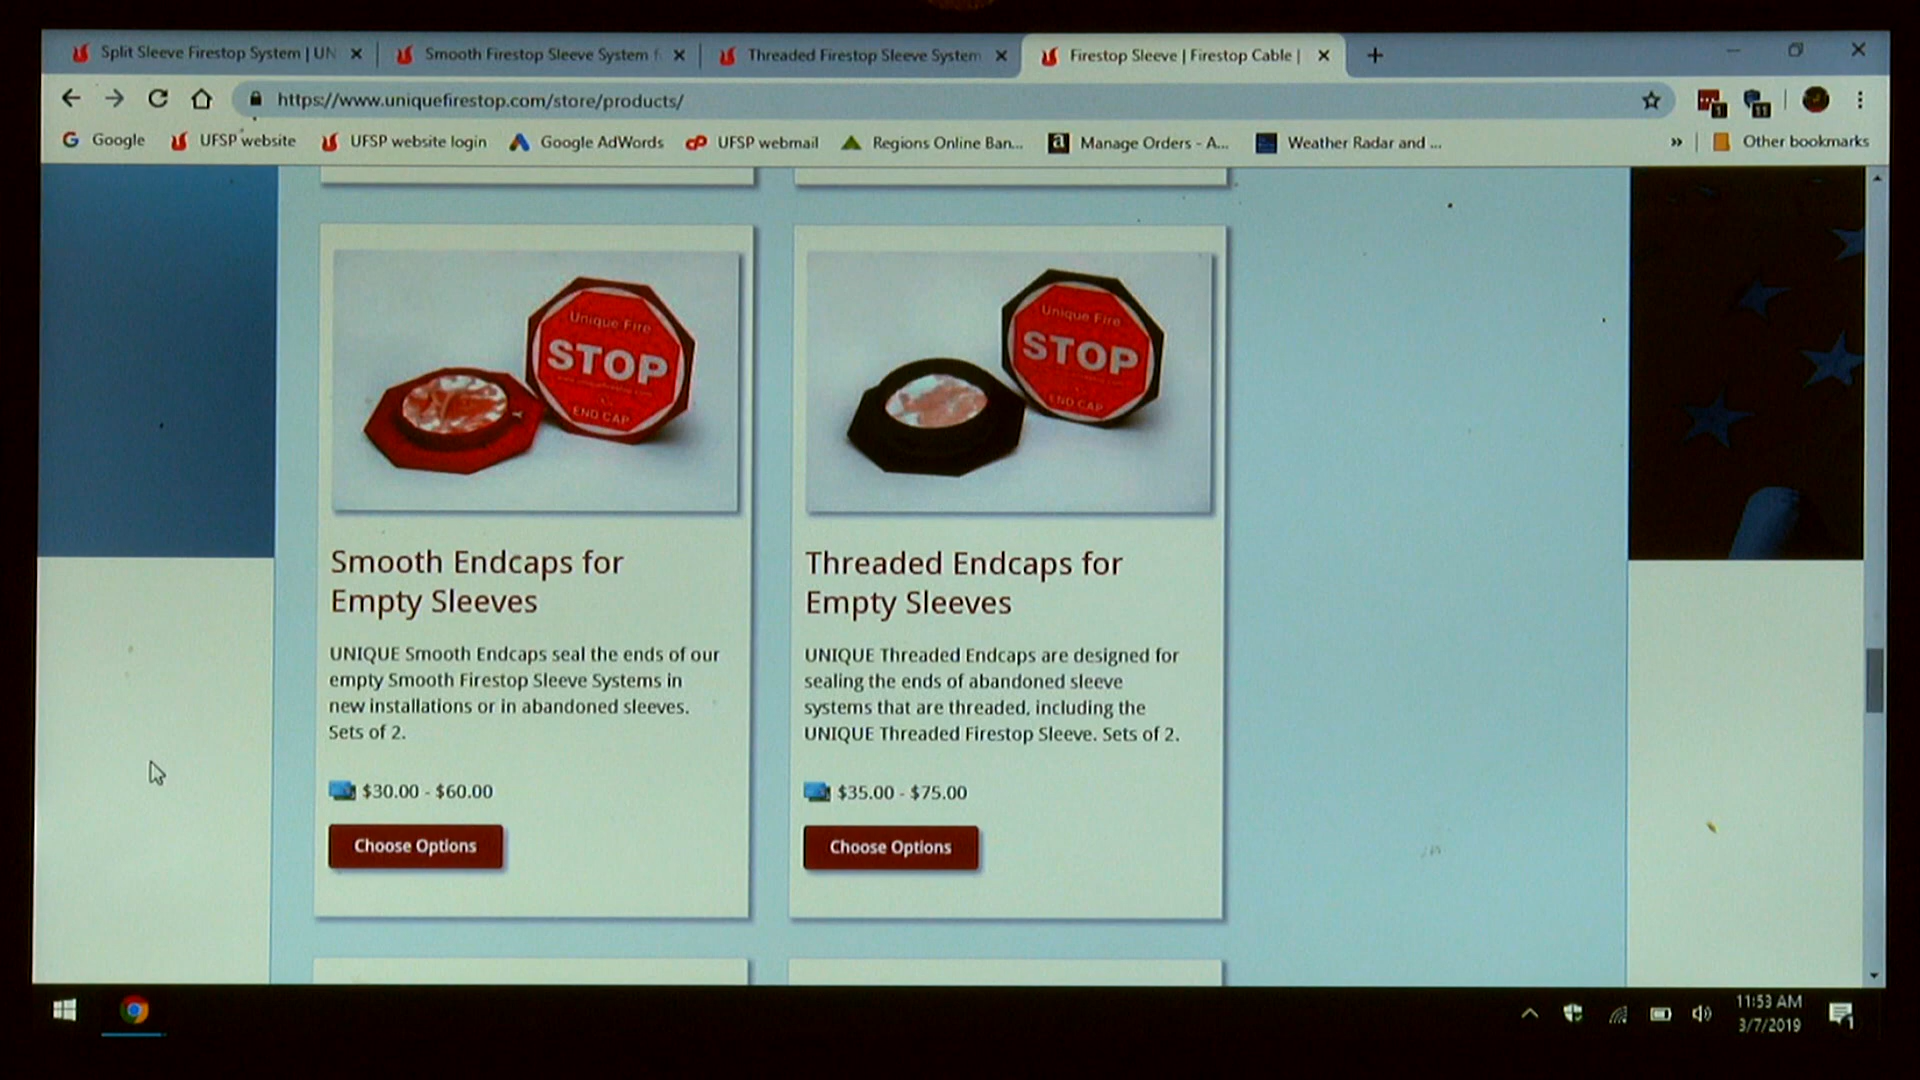 Split Sleeve Firestop System | UN
Smooth Firestop Sleeve System f
Threaded Firestop Sleeve System
Firestop Sleeve | Firestop Cable |
https://www.uniquefirestop.com/store/products/
1
11
Google
UFSP website
UFSP website login
Google AdWords
cP
UFSP webmail
Regions Online Ban...
a
Manage Orders - A...
Weather Radar and ...
»
Other bookmarks
Unique Fire
STOP
END CAP
Unique Fire
STOP
END CAP
Smooth Endcaps for
Empty Sleeves
UNIQUE Smooth Endcaps seal the ends of our
empty Smooth Firestop Sleeve Systems in
new installations or in abandoned sleeves.
Sets of 2.
$30.00 - $60.00
Choose Options
Threaded Endcaps for
Empty Sleeves
UNIQUE Threaded Endcaps are designed for
sealing the ends of abandoned sleeve
systems that are threaded, including the
UNIQUE Threaded Firestop Sleeve. Sets of 2.
$35.00 - $75.00
Choose Options
11:53 AM
3/7/2019
1